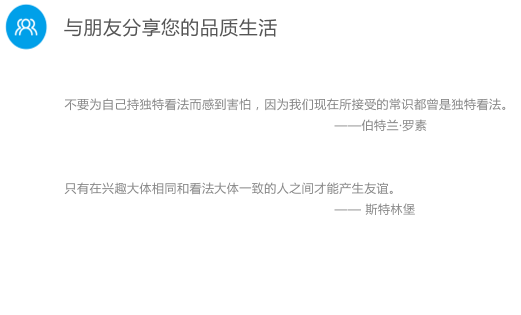 与朋友分享您的品质生活
不要为自己持独特看法而感到害怕，因为我们现在所接受的常识都曾是独特看法。
——伯特兰·罗素
只有在兴趣大体相同和看法大体一致的人之间才能产生友谊。
—— 斯特林堡